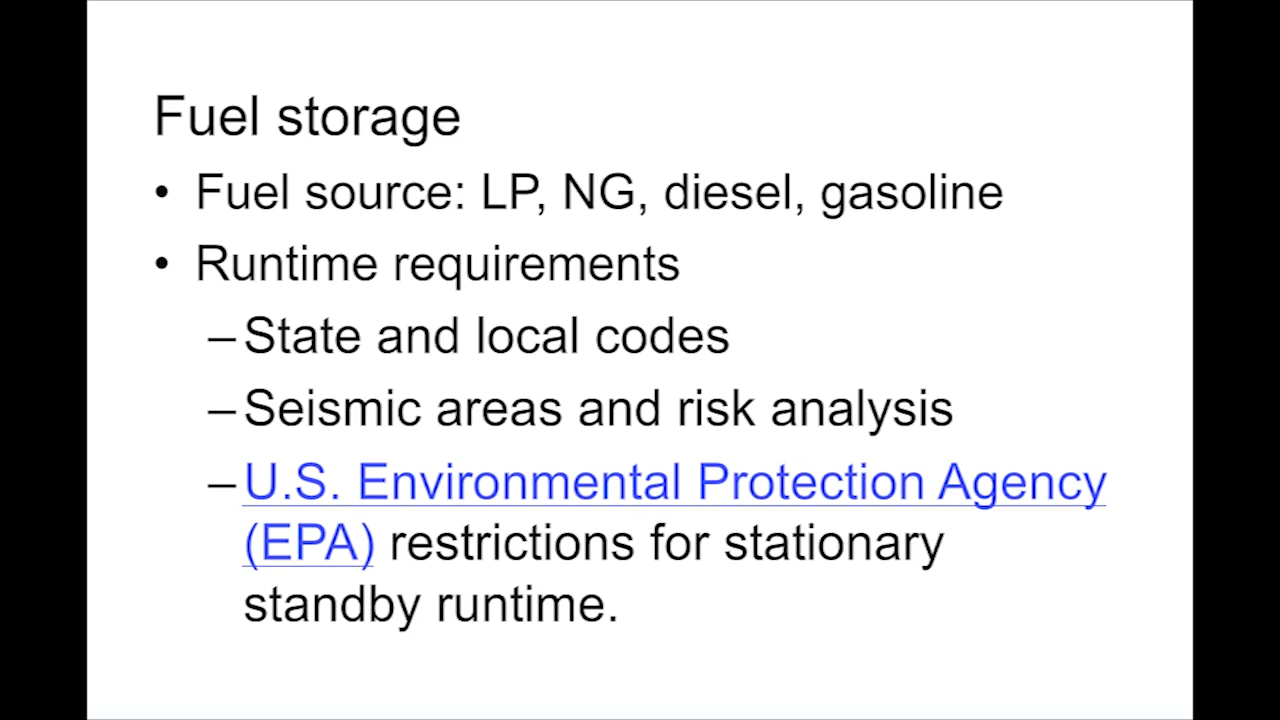 Fuel storage
• Fuel source: LP, NG, diesel, gasoline
• Runtime requirements
– State and local codes
– Seismic areas and risk analysis
– U.S. Environmental Protection Agency
(EPA) restrictions for stationary
standby runtime.